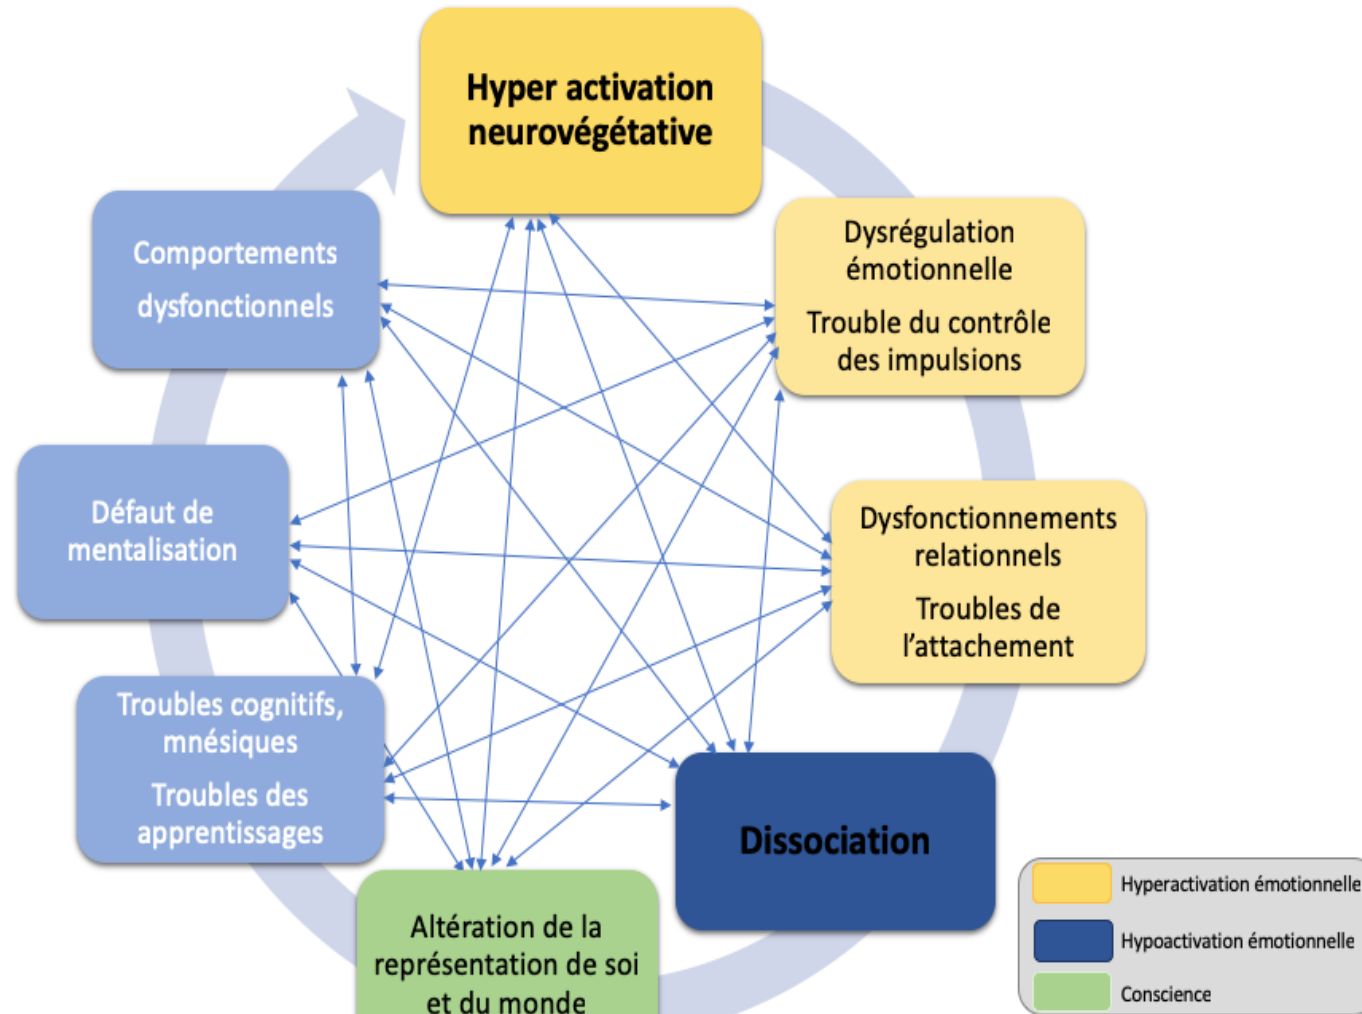 Hyper activation
neurovégétative
Dysrégulation
émotionnelle
Trouble du contrôle
des impulsions
Dysfonctionnements
relationnels
Troubles de
l'attachement
Dissociation
Altération de la
représentation de soi
et du monde
Troubles cognitifs,
mnésiques
Troubles des
apprentissages
Défaut de
mentalisation
Comportements
dysfonctionnels
Hyperactivation émotionnelle
Hypoactivation émotionnelle
Conscience